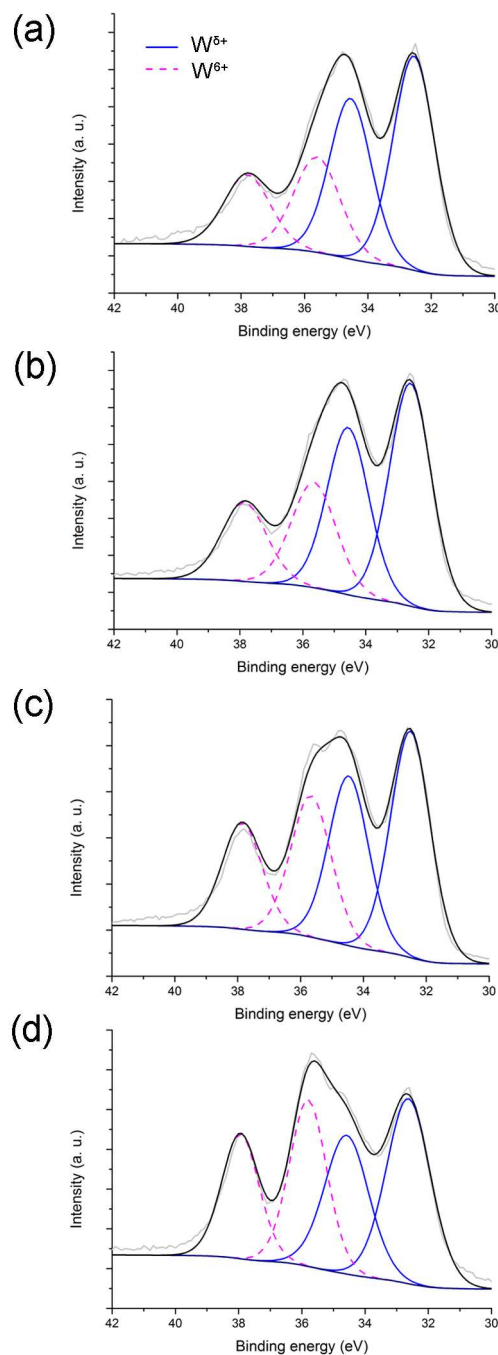 (a)
W^δ+
W^6+
Intensity (a. u.)
42 40 38 36 34 32 30
Binding energy (eV)
(b)
Intensity (a. u.)
42 40 38 36 34 32 30
Binding energy (eV)
(c)
Intensity (a. u.)
42 40 38 36 34 32 30
Binding energy (eV)
(d)
Intensity (a. u.)
42 40 38 36 34 32 30
Binding energy (eV)